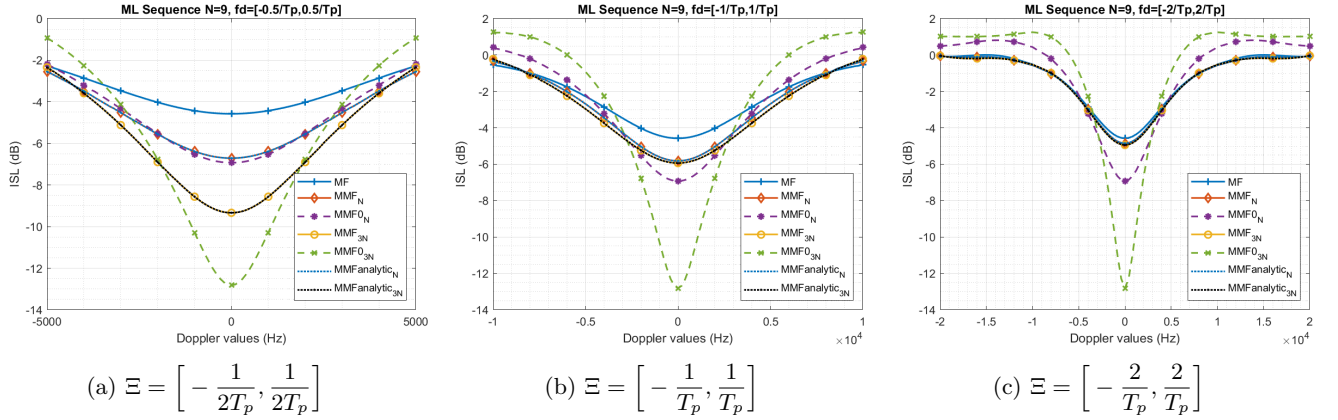 ML Sequence N=9, fd=[-0.5/Tp,0.5/Tp]
ISL (dB)
0
-2
-4
-6
-8
-10
-12
-14
-5000 0 5000
Doppler values (Hz)
MF
MMF_N
MMF0_N
MMF_3N
MMF0_3N
MMFanalytic_N
MMFanalytic_3N
(a) Ξ = [ - 1/2T_p, 1/2T_p ]
ML Sequence N=9, fd=[-1/Tp,1/Tp]
ISL (dB)
2
0
-2
-4
-6
-8
-10
-12
-14
-1 -0.5 0 0.5 1
× 10^4
Doppler values (Hz)
MF
MMF_N
MMF0_N
MMF_3N
MMF0_3N
MMFanalytic_N
MMFanalytic_3N
(b) Ξ = [ - 1/T_p, 1/T_p ]
ML Sequence N=9, fd=[-2/Tp,2/Tp]
ISL (dB)
2
0
-2
-4
-6
-8
-10
-12
-14
-2 -1.5 -1 -0.5 0 0.5 1 1.5 2
× 10^4
Doppler values (Hz)
MF
MMF_N
MMF0_N
MMF_3N
MMF0_3N
MMFanalytic_N
MMFanalytic_3N
(c) Ξ = [ - 2/T_p, 2/T_p ]